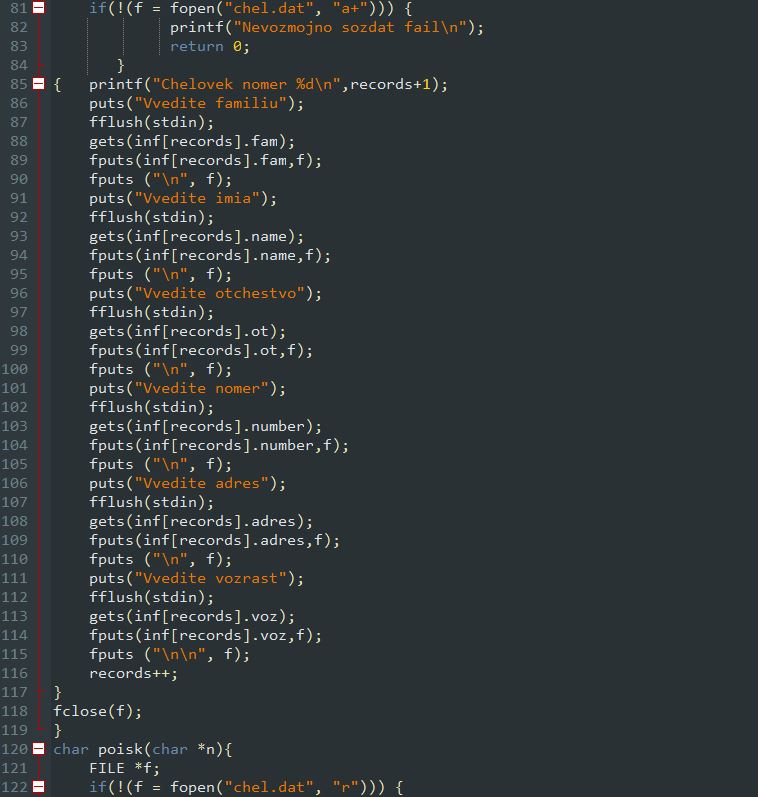 81 if(!(f = fopen("chel.dat", "a+"))) {
82 printf("Nevozmojno sozdat fail\n");
83 return 0;
84 }
85 { printf("Chelovek nomer %d\n",records+1);
86 puts("Vvedite familiu");
87 fflush(stdin);
88 gets(inf[records].fam);
89 fputs(inf[records].fam,f);
90 fputs ("\n", f);
91 puts("Vvedite imia");
92 fflush(stdin);
93 gets(inf[records].name);
94 fputs(inf[records].name,f);
95 fputs ("\n", f);
96 puts("Vvedite otchestvo");
97 fflush(stdin);
98 gets(inf[records].ot);
99 fputs(inf[records].ot,f);
100 fputs ("\n", f);
101 puts("Vvedite nomer");
102 fflush(stdin);
103 gets(inf[records].number);
104 fputs(inf[records].number,f);
105 fputs ("\n", f);
106 puts("Vvedite adres");
107 fflush(stdin);
108 gets(inf[records].adres);
109 fputs(inf[records].adres,f);
110 fputs ("\n", f);
111 puts("Vvedite vozrast");
112 fflush(stdin);
113 gets(inf[records].voz);
114 fputs(inf[records].voz,f);
115 fputs ("\n\n", f);
116 records++;
117 }
118 fclose(f);
119 }
120 char poisk(char *n){
121 FILE *f;
122 if(!(f = fopen("chel.dat", "r"))) {